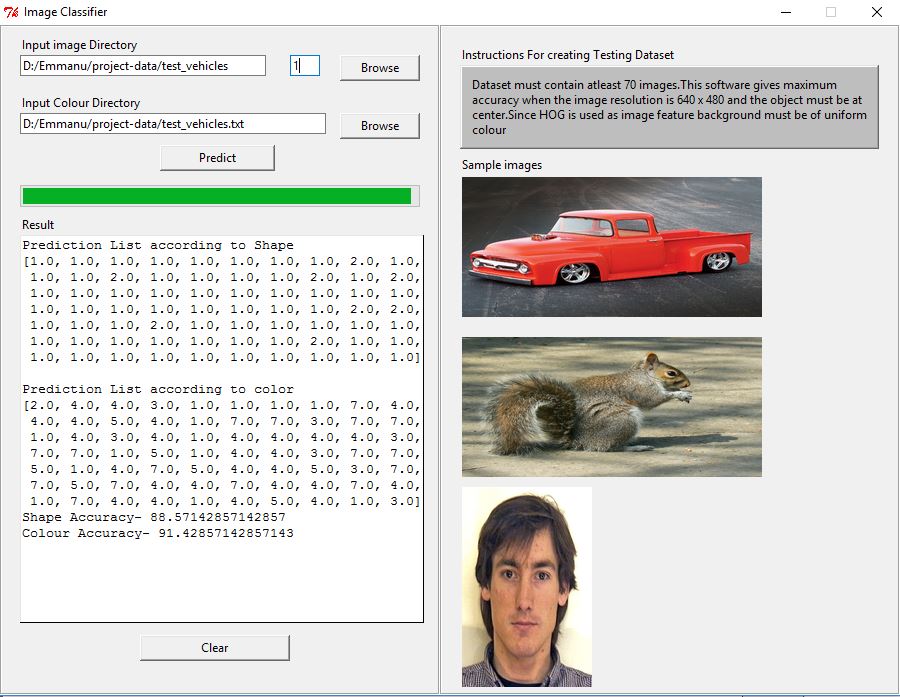 Image Classifier
Input image Directory
D:/Emmanu/project-data/test_vehicles
1
Browse
Input Colour Directory
D:/Emmanu/project-data/test_vehicles.txt
Browse
Predict
Result
Prediction List according to Shape
[1.0, 1.0, 1.0, 1.0, 1.0, 1.0, 1.0, 1.0, 2.0, 1.0,
1.0, 1.0, 2.0, 1.0, 1.0, 1.0, 1.0, 2.0, 1.0, 2.0,
1.0, 1.0, 1.0, 1.0, 1.0, 1.0, 1.0, 1.0, 1.0, 1.0,
1.0, 1.0, 1.0, 1.0, 1.0, 1.0, 1.0, 1.0, 2.0, 2.0,
1.0, 1.0, 1.0, 2.0, 1.0, 1.0, 1.0, 1.0, 1.0, 1.0,
1.0, 1.0, 1.0, 1.0, 1.0, 1.0, 1.0, 2.0, 1.0, 1.0,
1.0, 1.0, 1.0, 1.0, 1.0, 1.0, 1.0, 1.0, 1.0, 1.0]
Prediction List according to color
[2.0, 4.0, 4.0, 3.0, 1.0, 1.0, 1.0, 1.0, 7.0, 4.0,
4.0, 4.0, 5.0, 4.0, 1.0, 7.0, 7.0, 3.0, 7.0, 7.0,
1.0, 4.0, 3.0, 4.0, 1.0, 4.0, 4.0, 4.0, 4.0, 3.0,
7.0, 7.0, 1.0, 5.0, 1.0, 4.0, 4.0, 3.0, 7.0, 7.0,
5.0, 1.0, 4.0, 7.0, 5.0, 4.0, 4.0, 5.0, 3.0, 7.0,
7.0, 5.0, 7.0, 4.0, 4.0, 7.0, 4.0, 4.0, 7.0, 4.0,
1.0, 7.0, 4.0, 4.0, 1.0, 4.0, 5.0, 4.0, 1.0, 3.0]
Shape Accuracy- 88.57142857142857
Colour Accuracy- 91.42857142857143
Clear
Instructions For creating Testing Dataset
Dataset must contain atleast 70 images.This software gives maximum
accuracy when the image resolution is 640 x 480 and the object must be at
center.Since HOG is used as image feature background must be of uniform
colour
Sample images